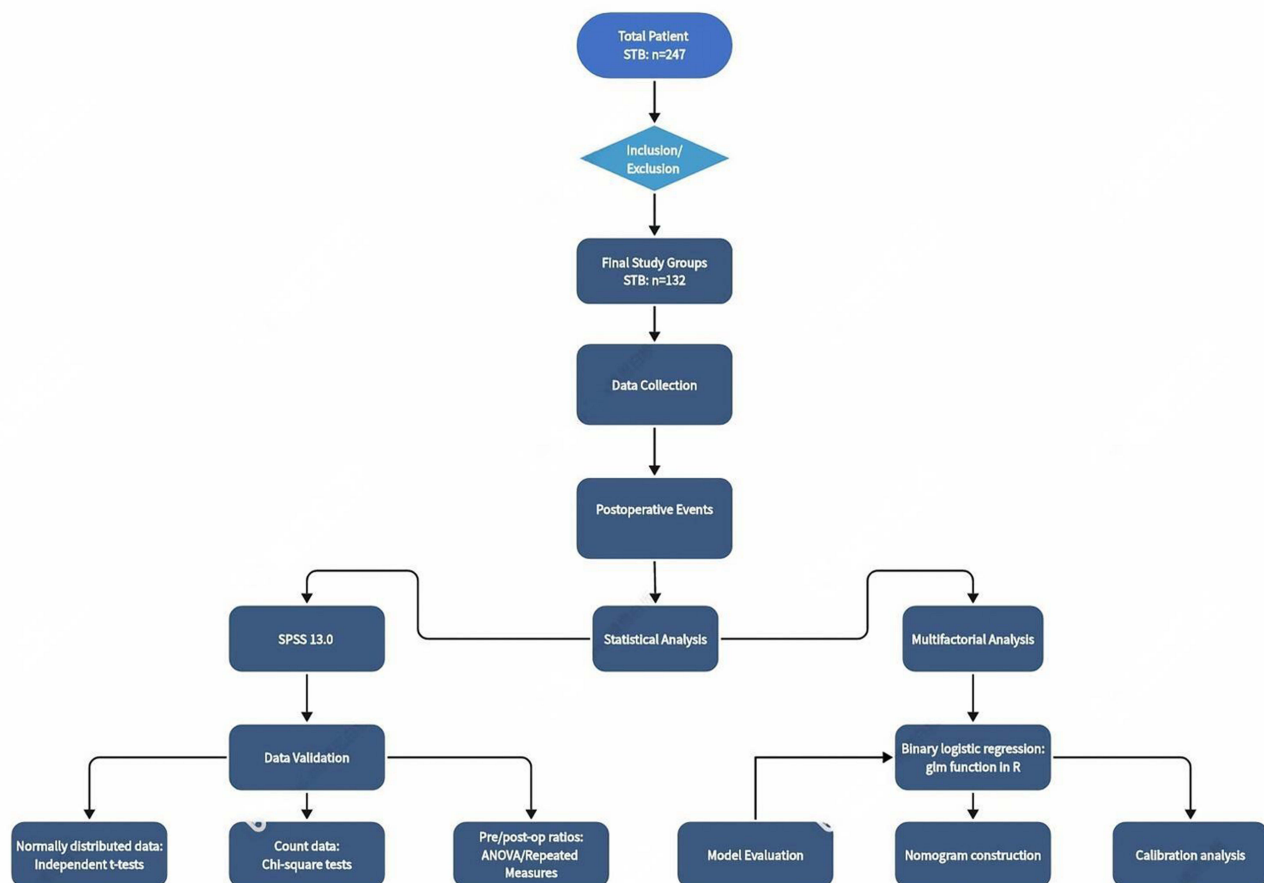 Total Patient
STB: n=247
Inclusion/
Exclusion
Final Study Groups
STB: n=132
Data Collection
Postoperative Events
SPSS 13.0
Statistical Analysis
Multifactorial Analysis
Data Validation
Binary logistic regression:
glm function in R
Normally distributed data:
Independent t-tests
Count data:
Chi-square tests
Pre/post-op ratios:
ANOVA/Repeated
Measures
Model Evaluation
Nomogram construction
Calibration analysis